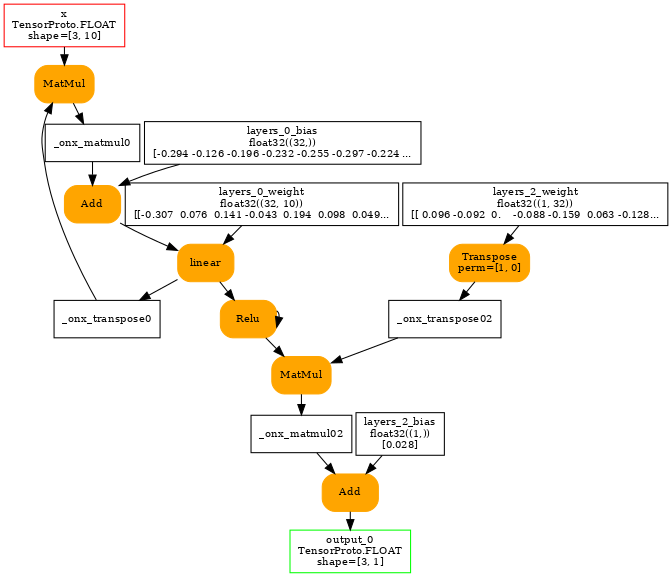 x
TensorProto.FLOAT
shape=[3, 10]
MatMul
_onx_matmul0
layers_0_bias
float32((32,))
[-0.294 -0.126 -0.196 -0.232 -0.255 -0.297 -0.224 ...
Add
layers_0_weight
float32((32, 10))
[[-0.307  0.076  0.141 -0.043  0.194  0.098  0.049...
layers_2_weight
float32((1, 32))
[[ 0.096 -0.092  0.    -0.088 -0.159  0.063 -0.128...
linear
Transpose
perm=[1, 0]
_onx_transpose0
Relu
_onx_transpose02
MatMul
_onx_matmul02
layers_2_bias
float32((1,))
[0.028]
Add
output_0
TensorProto.FLOAT
shape=[3, 1]